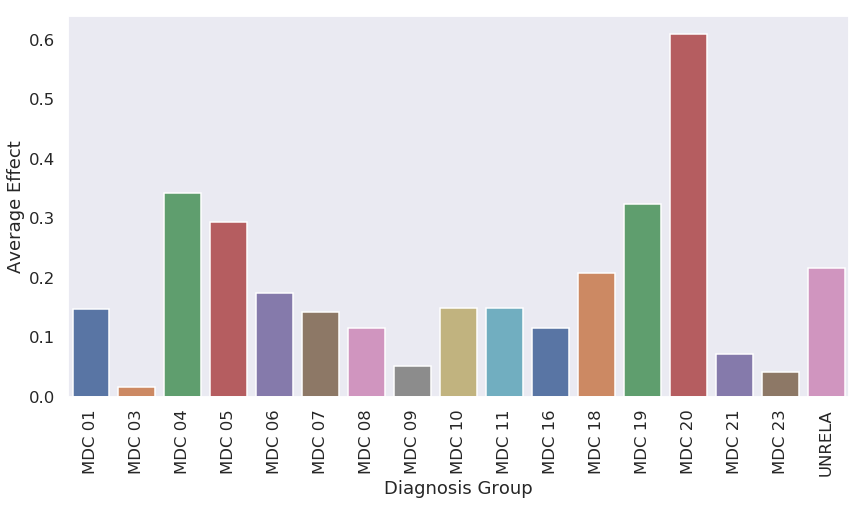 0.6
0.5
0.4
0.3
0.2
0.1
0.0
Average Effect
MDC 01
MDC 03
MDC 04
MDC 05
MDC 06
MDC 07
MDC 08
MDC 09
MDC 10
MDC 11
MDC 16
MDC 18
MDC 19
MDC 20
MDC 21
MDC 23
UNRELA
Diagnosis Group